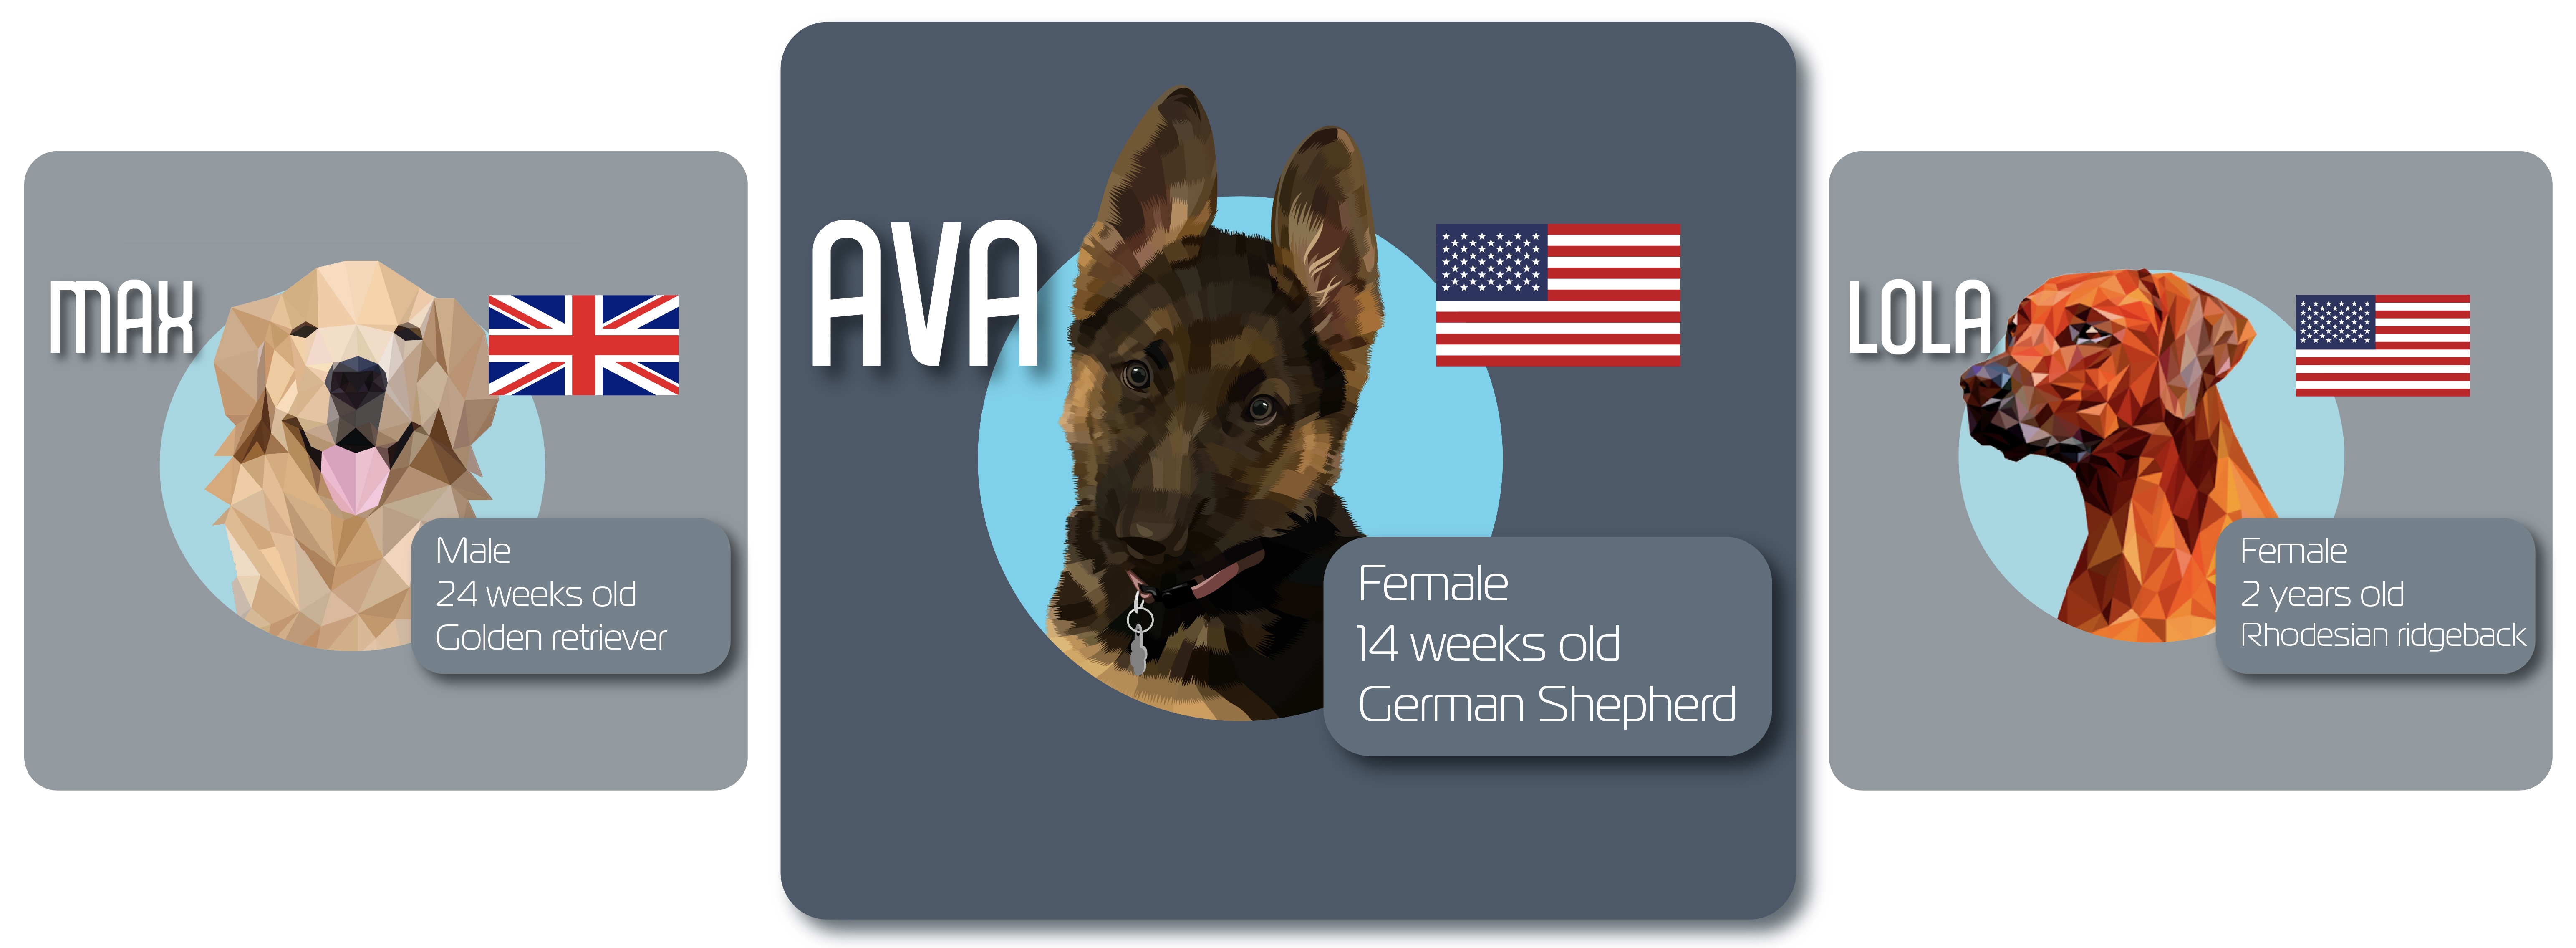 MAX
Male
24 weeks old
Golden retriever
AVA
Female
14 weeks old
German Shepherd
LOLA
Female
2 years old
Rhodesian ridgeback